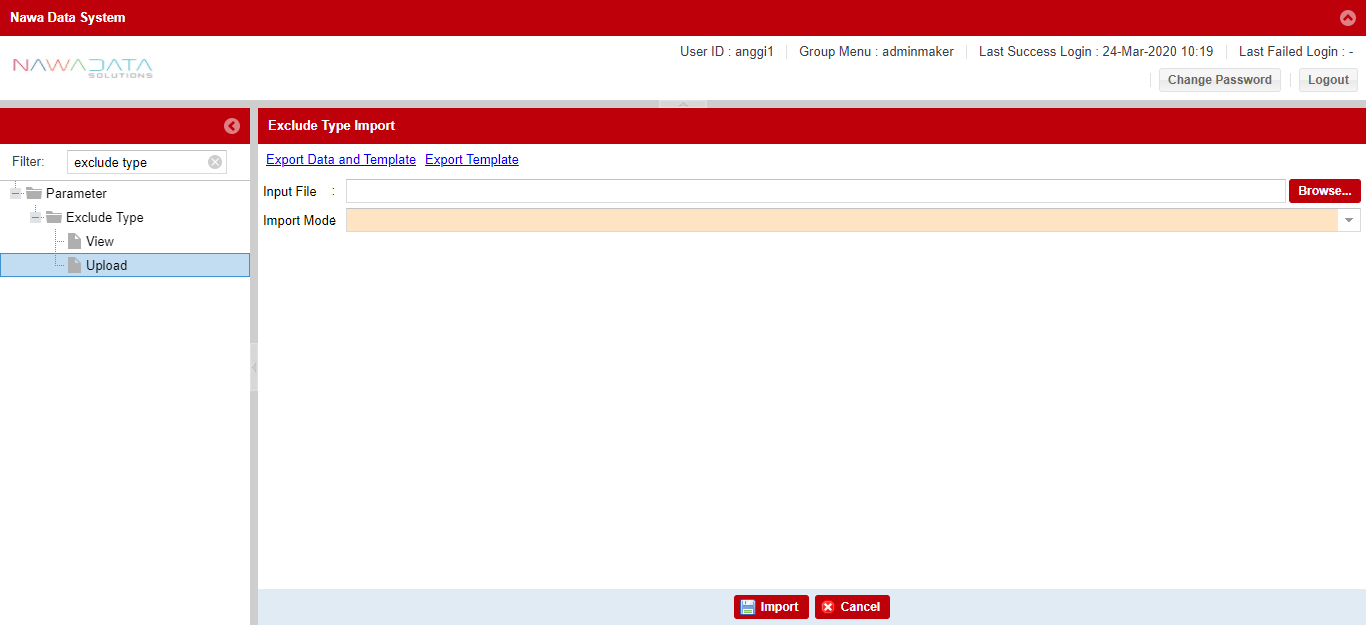 Nawa Data System
NAWADATA
SOLUTIONS
User ID : anggi1 Group Menu : adminmaker Last Success Login : 24-Mar-2020 10:19 Last Failed Login : -
Change Password Logout
Filter: exclude type
Parameter
Exclude Type
View
Upload
Exclude Type Import
Export Data and Template Export Template
Input File : Browse...
Import Mode
Import Cancel